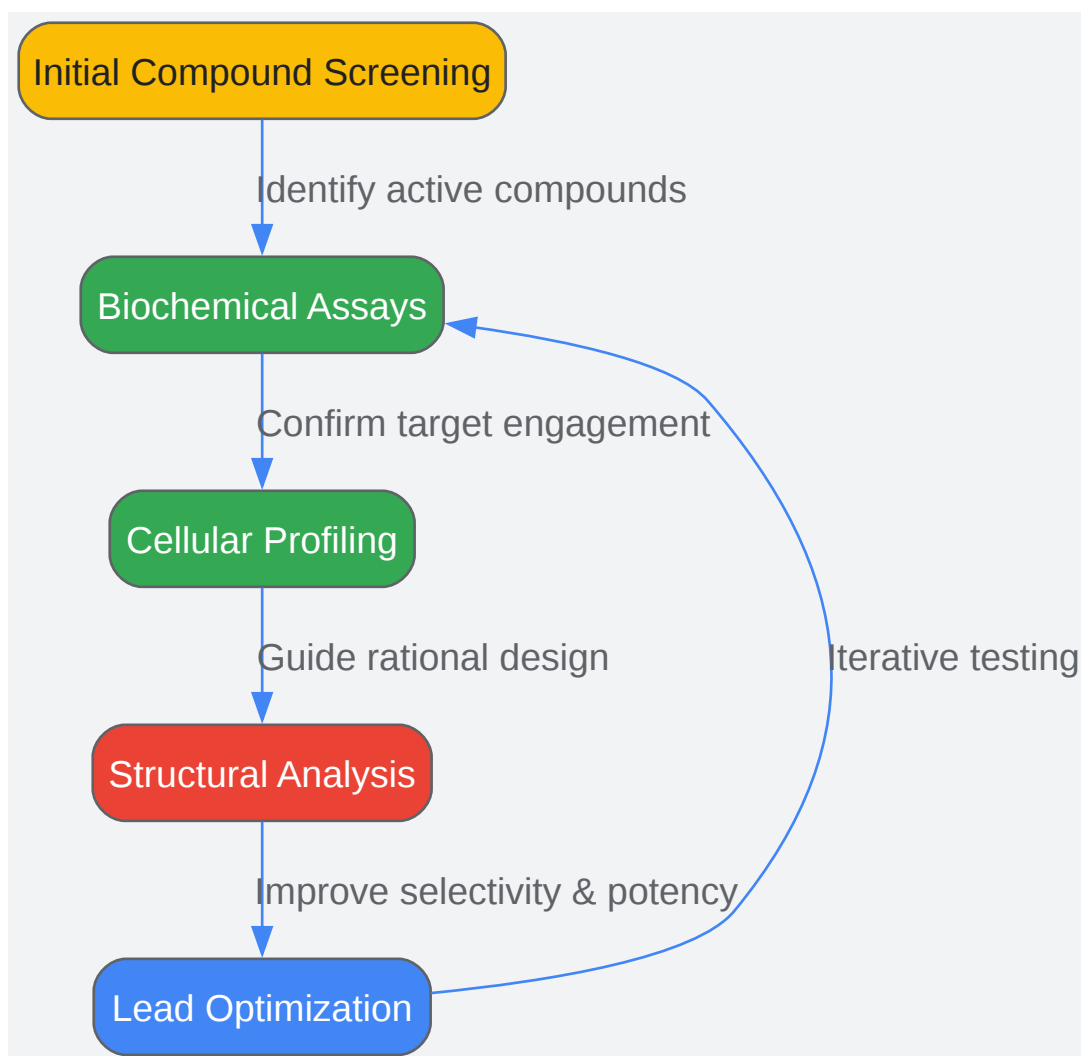 Initial Compound Screening
Identify active compounds
Biochemical Assays
Confirm target engagement
Cellular Profiling
Guide rational design
Iterative testing
Structural Analysis
Improve selectivity & potency
Lead Optimization